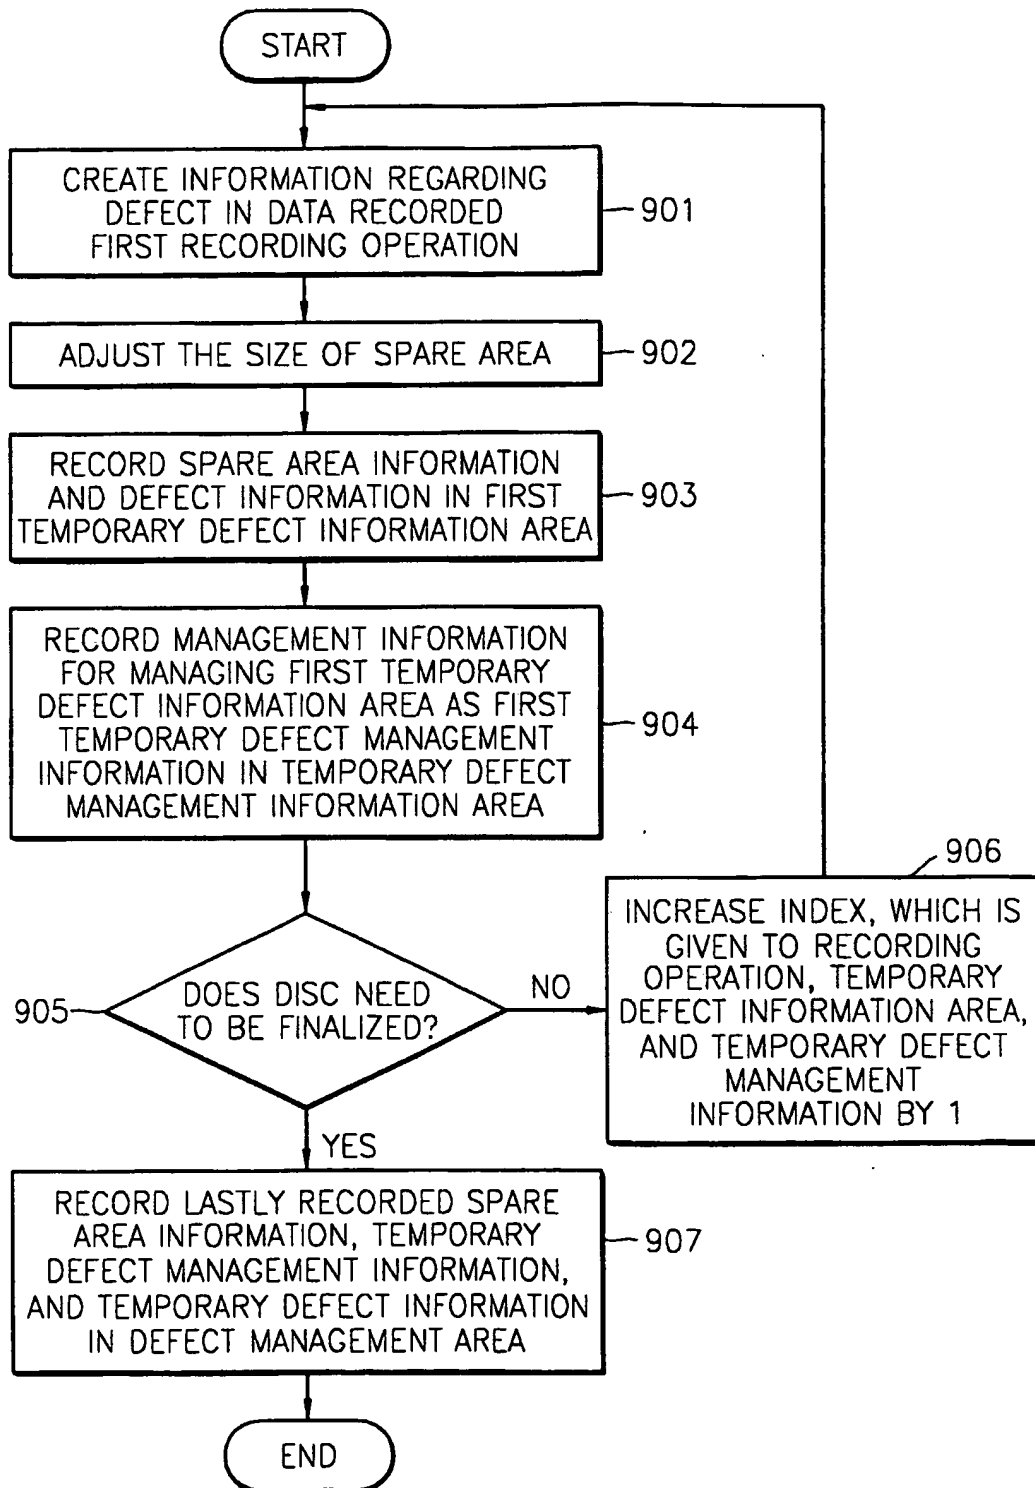 START
CREATE INFORMATION REGARDING
DEFECT IN DATA RECORDED
FIRST RECORDING OPERATION
901
ADJUST THE SIZE OF SPARE AREA
902
RECORD SPARE AREA INFORMATION
AND DEFECT INFORMATION IN FIRST
TEMPORARY DEFECT INFORMATION AREA
903
RECORD MANAGEMENT INFORMATION
FOR MANAGING FIRST TEMPORARY
DEFECT INFORMATION AREA AS FIRST
TEMPORARY DEFECT MANAGEMENT
INFORMATION IN TEMPORARY DEFECT
MANAGEMENT INFORMATION AREA
904
905
DOES DISC NEED
TO BE FINALIZED?
NO
906
INCREASE INDEX, WHICH IS
GIVEN TO RECORDING
OPERATION, TEMPORARY
DEFECT INFORMATION AREA,
AND TEMPORARY DEFECT
MANAGEMENT
INFORMATION BY 1
YES
RECORD LASTLY RECORDED SPARE
AREA INFORMATION, TEMPORARY
DEFECT MANAGEMENT INFORMATION,
AND TEMPORARY DEFECT INFORMATION
IN DEFECT MANAGEMENT AREA
907
END